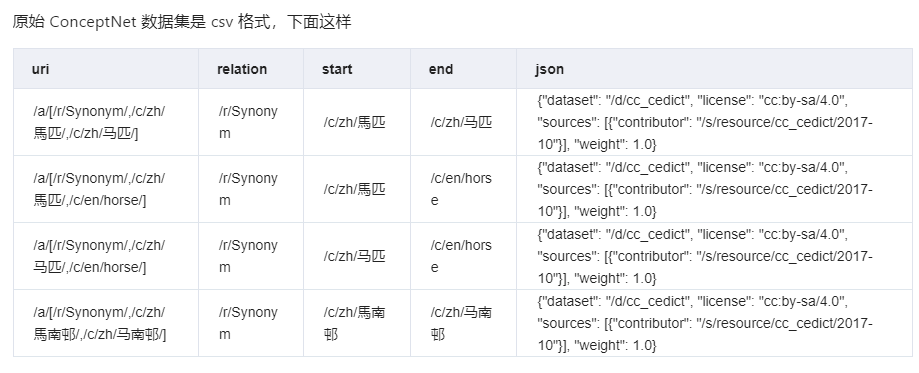 原始 ConceptNet 数据集是 csv 格式，下面这样
uri relation start end json
/a/[/r/Synonym/,/c/zh/
馬匹/,/c/zh/马匹/]
/r/Synony
m
/c/zh/馬匹
/c/zh/马匹
{"dataset": "/d/cc_cedict", "license": "cc:by-sa/4.0",
"sources": [{"contributor": "/s/resource/cc_cedict/2017-
10"}], "weight": 1.0}
/a/[/r/Synonym/,/c/zh/
馬匹/,/c/en/horse/]
/r/Synony
m
/c/zh/馬匹
/c/en/hors
e
{"dataset": "/d/cc_cedict", "license": "cc:by-sa/4.0",
"sources": [{"contributor": "/s/resource/cc_cedict/2017-
10"}], "weight": 1.0}
/a/[/r/Synonym/,/c/zh/
马匹/,/c/en/horse/]
/r/Synony
m
/c/zh/马匹
/c/en/hors
e
{"dataset": "/d/cc_cedict", "license": "cc:by-sa/4.0",
"sources": [{"contributor": "/s/resource/cc_cedict/2017-
10"}], "weight": 1.0}
/a/[/r/Synonym/,/c/zh/
馬南邨/,/c/zh/马南邨/]
/r/Synony
m
/c/zh/馬南
邨
/c/zh/马南
邨
{"dataset": "/d/cc_cedict", "license": "cc:by-sa/4.0",
"sources": [{"contributor": "/s/resource/cc_cedict/2017-
10"}], "weight": 1.0}